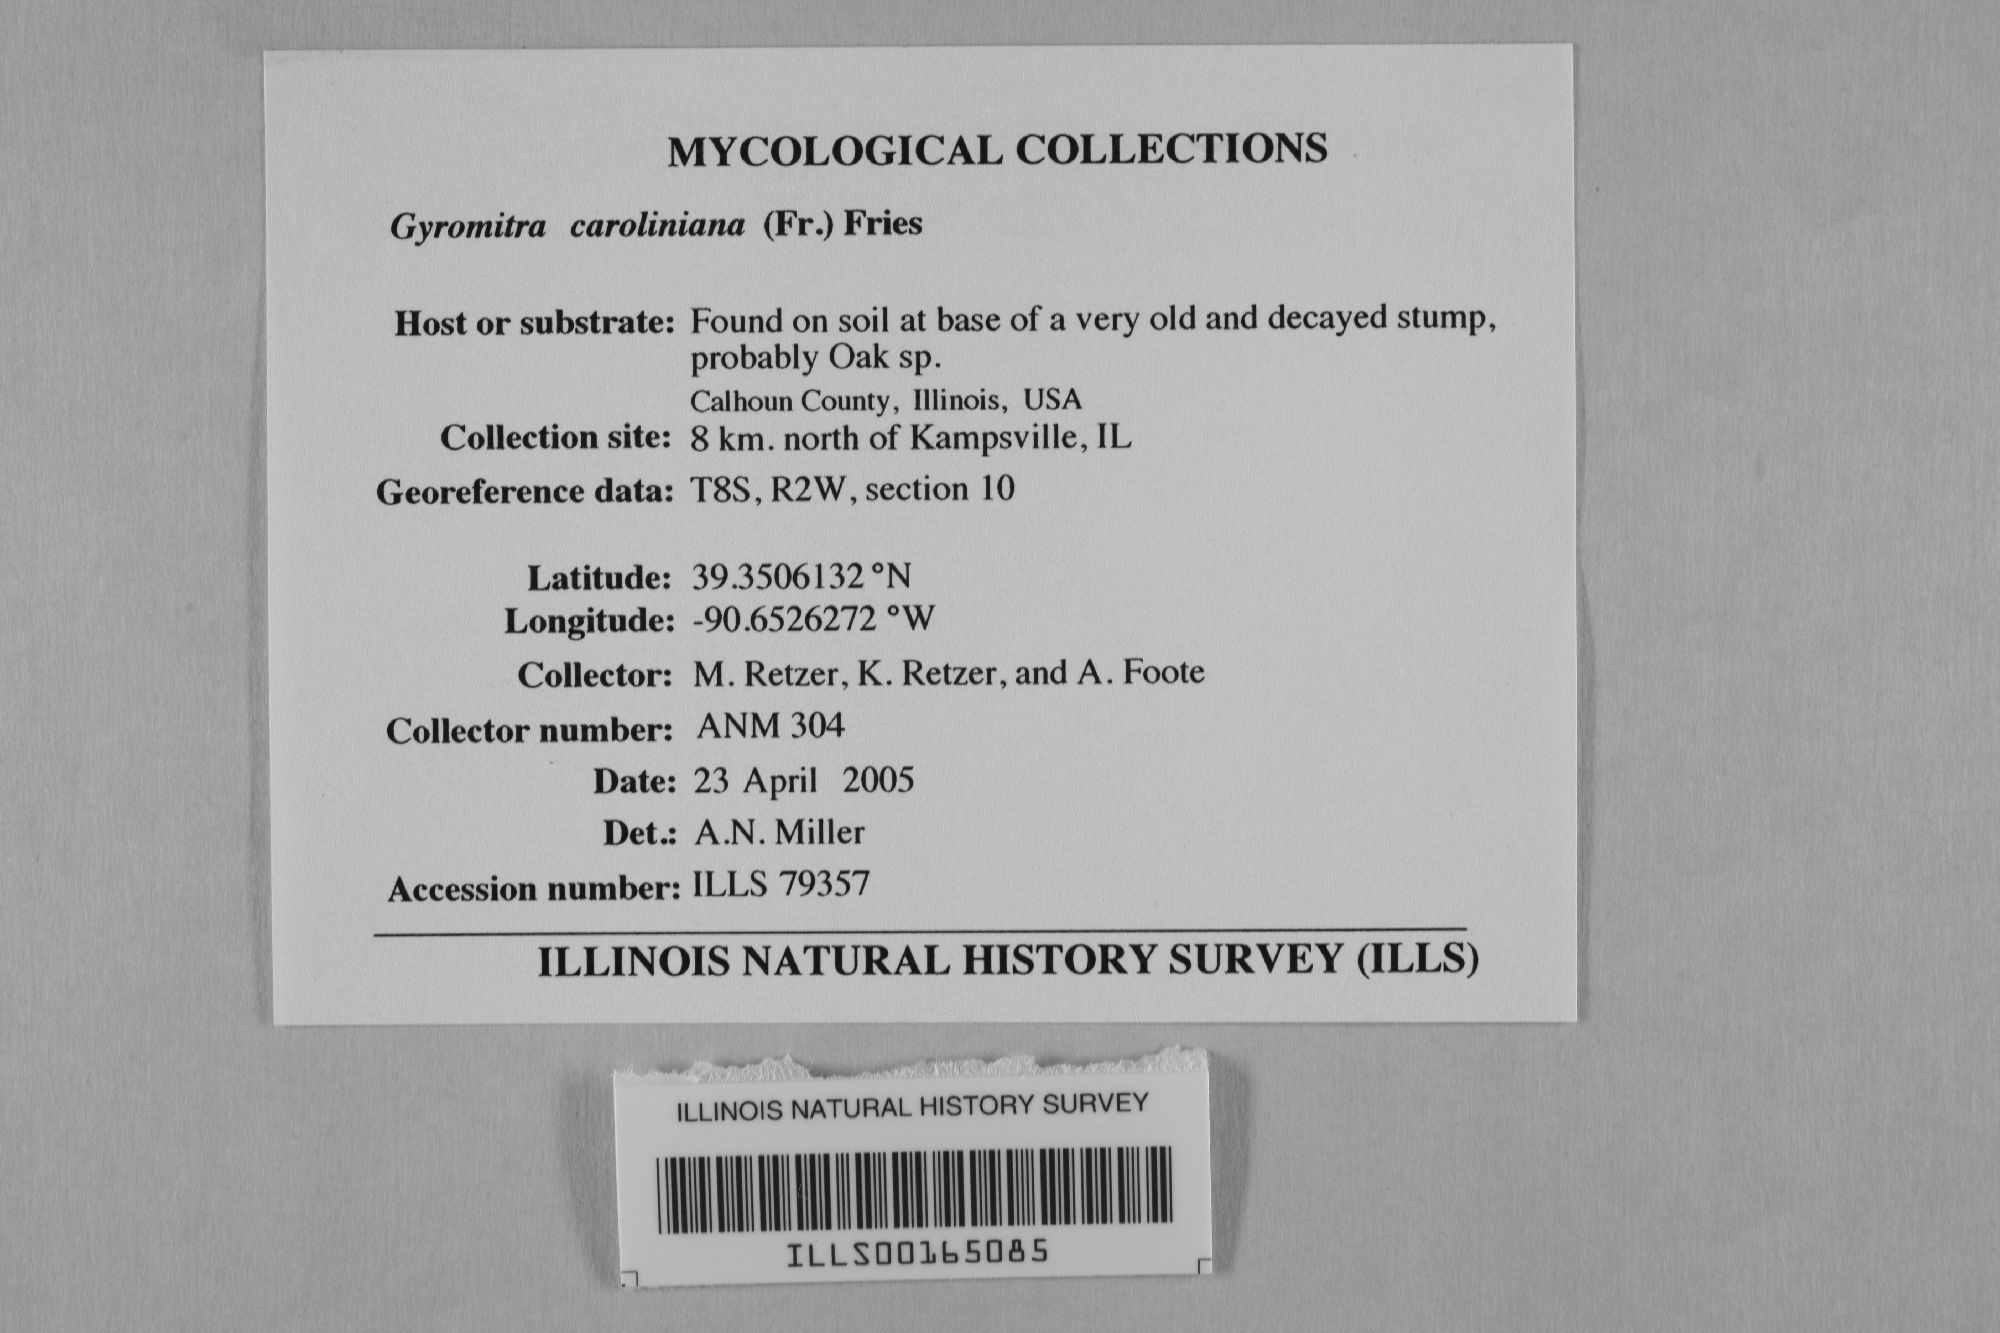 MYCOLOGICAL COLLECTIONS
Gyromitra caroliniana (Fr.) Fries
Host or substrate: Found on soil at base of a very old and decayed stump,
probably Oak sp.
Calhoun County, Illinois, USA
Collection site: 8 km. north of Kampsville, IL
Georeference data: T8S, R2W, section 10
Latitude: 39.3506132 °N
Longitude: -90.6526272 °W
Collector: M. Retzer, K. Retzer, and A. Foote
Collector number: ANM 304
Date: 23 April 2005
Det.: A.N. Miller
Accession number: ILLS 79357
ILLINOIS NATURAL HISTORY SURVEY (ILLS)
ILLINOIS NATURAL HISTORY SURVEY
ILLS00165085